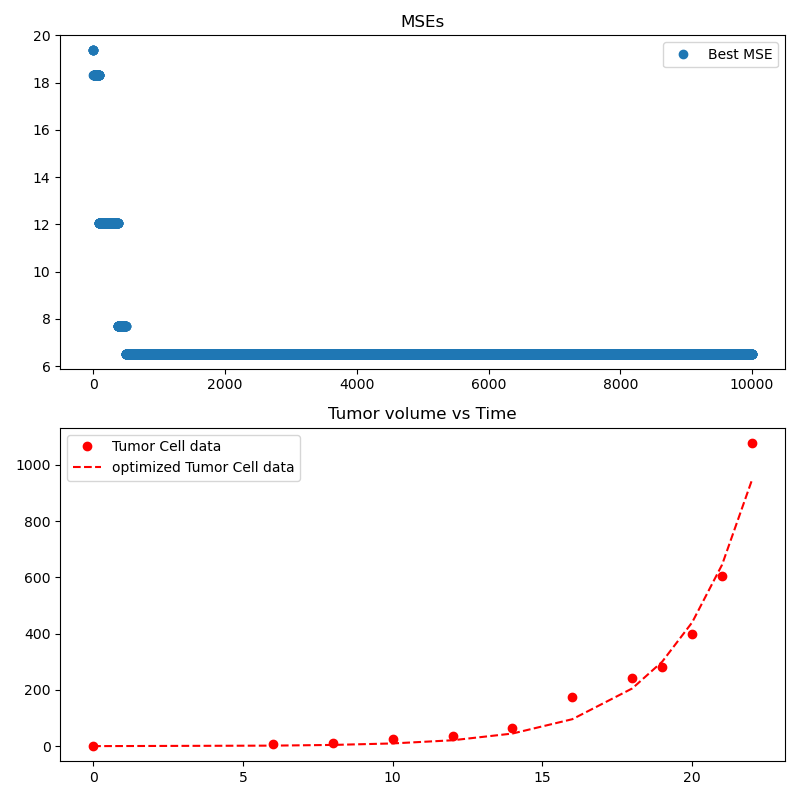 MSEs
20
18
16
14
12
10
8
6
Best MSE
0 2000 4000 6000 8000 10000
Tumor volume vs Time
1000
800
600
400
200
0
Tumor Cell data
optimized Tumor Cell data
0 5 10 15 20